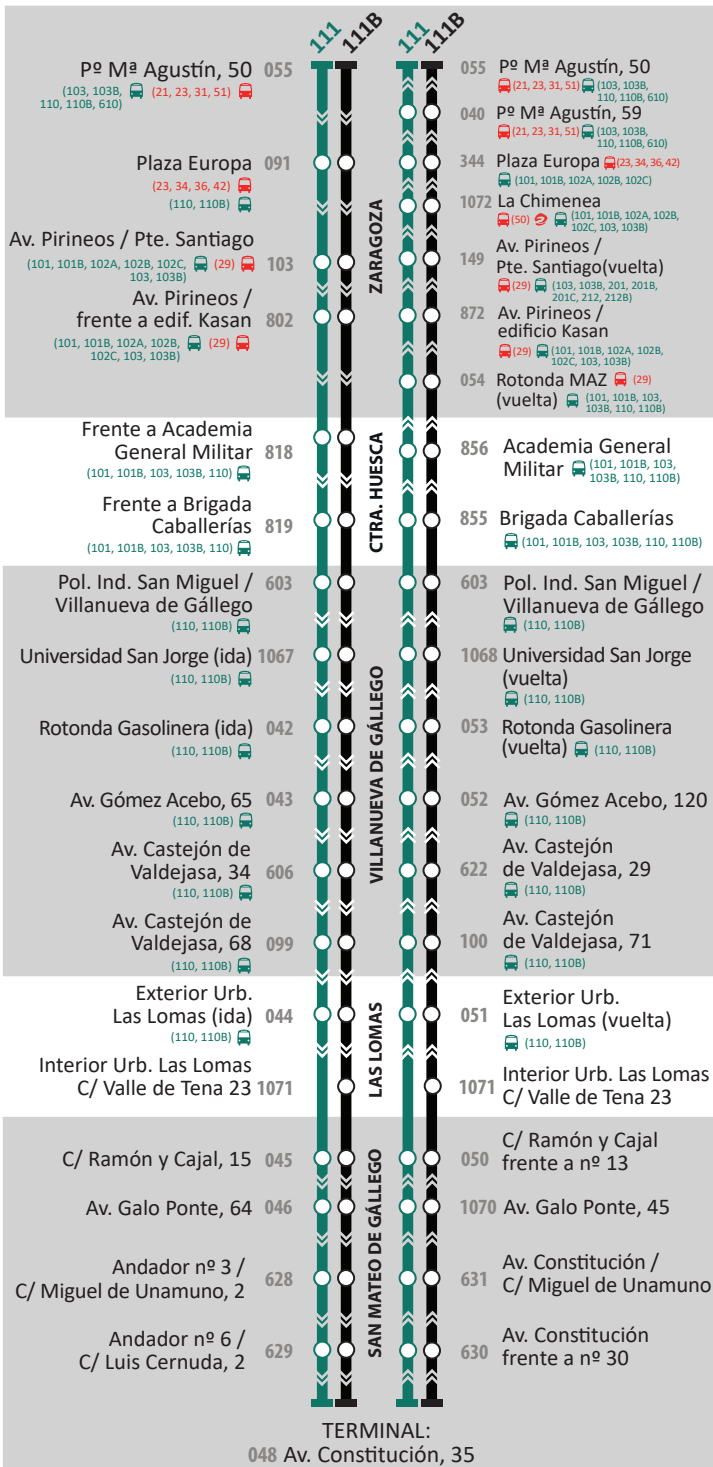 111
111B
111
111B
Pº Mª Agustín, 50 055
(103, 103B, (21, 23, 31, 51)
110, 110B, 610)
Plaza Europa 091
(23, 34, 36, 42)
(110, 110B)
Av. Pirineos / Pte. Santiago
(101, 101B, 102A, 102B, 102C, (29) 103
103, 103B)
Av. Pirineos /
frente a edif. Kasan 802
(101, 101B, 102A, 102B, (29)
102C, 103, 103B)
Frente a Academia
General Militar 818
(101, 101B, 103, 103B, 110)
Frente a Brigada
Caballerías 819
(101, 101B, 103, 103B, 110)
Pol. Ind. San Miguel / 603
Villanueva de Gállego
(110, 110B)
Universidad San Jorge (ida) 1067
(110, 110B)
Rotonda Gasolinera (ida) 042
(110, 110B)
Av. Gómez Acebo, 65 043
(110, 110B)
Av. Castejón de
Valdejasa, 34 606
(110, 110B)
Av. Castejón de
Valdejasa, 68 099
(110, 110B)
Exterior Urb.
Las Lomas (ida) 044
(110, 110B)
Interior Urb. Las Lomas
C/ Valle de Tena 23 1071
C/ Ramón y Cajal, 15 045
Av. Galo Ponte, 64 046
Andador nº 3 /
C/ Miguel de Unamuno, 2 628
Andador nº 6 /
C/ Luis Cernuda, 2 629
ZARAGOZA
CTRA. HUESCA
VILLANUEVA DE GÁLLEGO
LAS LOMAS
SAN MATEO DE GÁLLEGO
055 Pº Mª Agustín, 50
(21, 23, 31, 51) (103, 103B,
110, 110B, 610)
040 Pº Mª Agustín, 59
(21, 23, 31, 51) (103, 103B,
110, 110B, 610)
344 Plaza Europa (23, 34, 36, 42)
(101, 101B, 102A, 102B, 102C)
1072 La Chimenea
(50) (101, 101B, 102A, 102B,
102C, 103, 103B)
149 Av. Pirineos /
Pte. Santiago(vuelta)
(29) (103, 103B, 201, 201B,
201C, 212, 212B)
872 Av. Pirineos /
edificio Kasan
(29) (101, 101B, 102A, 102B,
102C, 103, 103B)
054 Rotonda MAZ (29)
(vuelta) (101, 101B, 103,
103B, 110, 110B)
856 Academia General
Militar (101, 101B, 103,
103B, 110, 110B)
855 Brigada Caballerías
(101, 101B, 103, 103B, 110, 110B)
603 Pol. Ind. San Miguel /
Villanueva de Gállego
(110, 110B)
1068 Universidad San Jorge
(vuelta)
(110, 110B)
053 Rotonda Gasolinera
(vuelta) (110, 110B)
052 Av. Gómez Acebo, 120
(110, 110B)
Av. Castejón
622 de Valdejasa, 29
(110, 110B)
Av. Castejón
100 de Valdejasa, 71
(110, 110B)
Exterior Urb.
051 Las Lomas (vuelta)
(110, 110B)
1071 Interior Urb. Las Lomas
C/ Valle de Tena 23
C/ Ramón y Cajal
050 frente a nº 13
1070 Av. Galo Ponte, 45
Av. Constitución /
631 C/ Miguel de Unamuno
Av. Constitución
630 frente a nº 30
TERMINAL:
048 Av. Constitución, 35